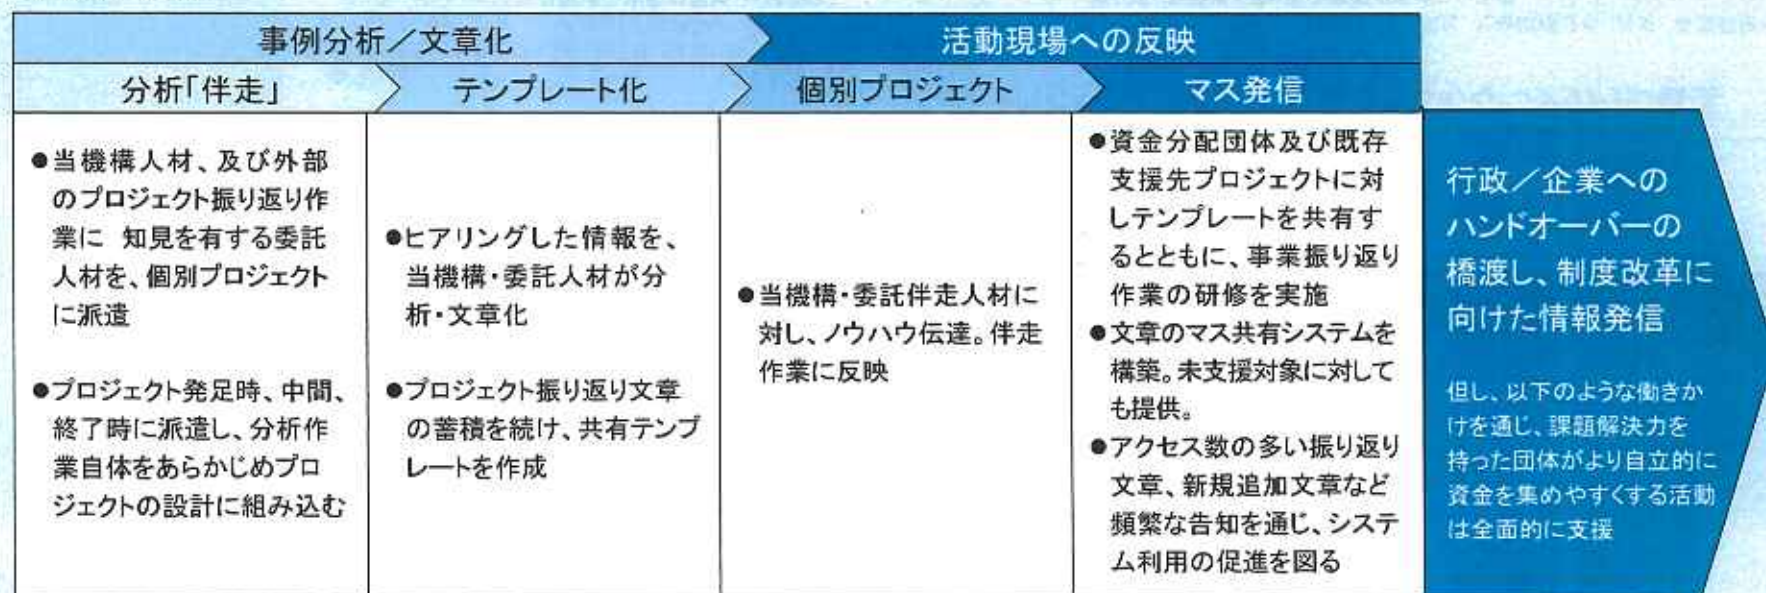 事例分析／文章化
活動現場への反映
分析「伴走」
テンプレート化
個別プロジェクト
マス発信
●当機構人材、及び外部
のプロジェクト振り返り作
業に 知見を有する委託
人材を、個別プロジェクト
に派遣
●プロジェクト発足時、中間、
終了時に派遣し、分析作
業自体をあらかじめプロ
ジェクトの設計に組み込む
●ヒアリングした情報を、
当機構・委託人材が分
析・文章化
●プロジェクト振り返り文章
の蓄積を続け、共有テンプ
レートを作成
●当機構・委託伴走人材に
対し、ノウハウ伝達。伴走
作業に反映
●資金分配団体及び既存
支援先プロジェクトに対
しテンプレートを共有す
るとともに、事業振り返り
作業の研修を実施
●文章のマス共有システムを
構築。未支援対象に対して
も提供。
●アクセス数の多い振り返り
文章、新規追加文章など
頻繁な告知を通じ、システ
ム利用の促進を図る
行政／企業への
ハンドオーバーの
橋渡し、制度改革に
向けた情報発信
但し、以下のような働きか
けを通じ、課題解決力を
持った団体がより自立的に
資金を集めやすくする活動
は全面的に支援